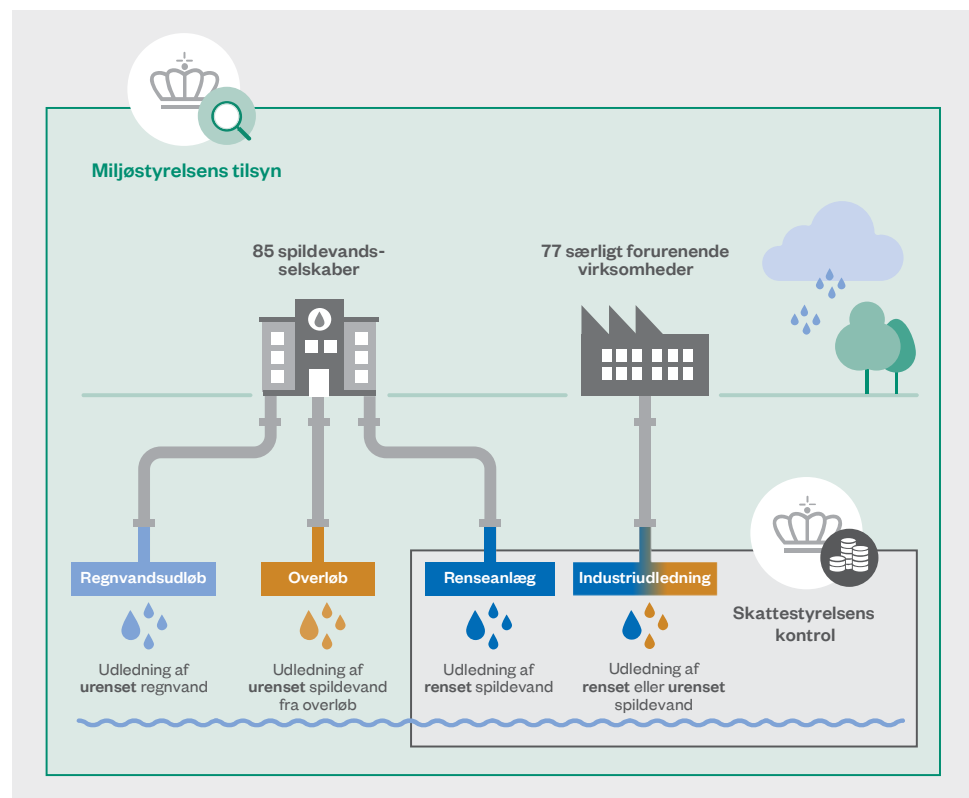 Miljøstyrelsens tilsyn
85 spildevands-
selskaber
77 særligt forurenende
virksomheder
Regnvandsudløb
Overløb
Renseanlæg
Industriudledning
Skattestyrelsens
kontrol
Udledning af
urenset regnvand
Udledning af
urenset spildevand
fra overløb
Udledning af
renset spildevand
Udledning af
renset eller urenset
spildevand